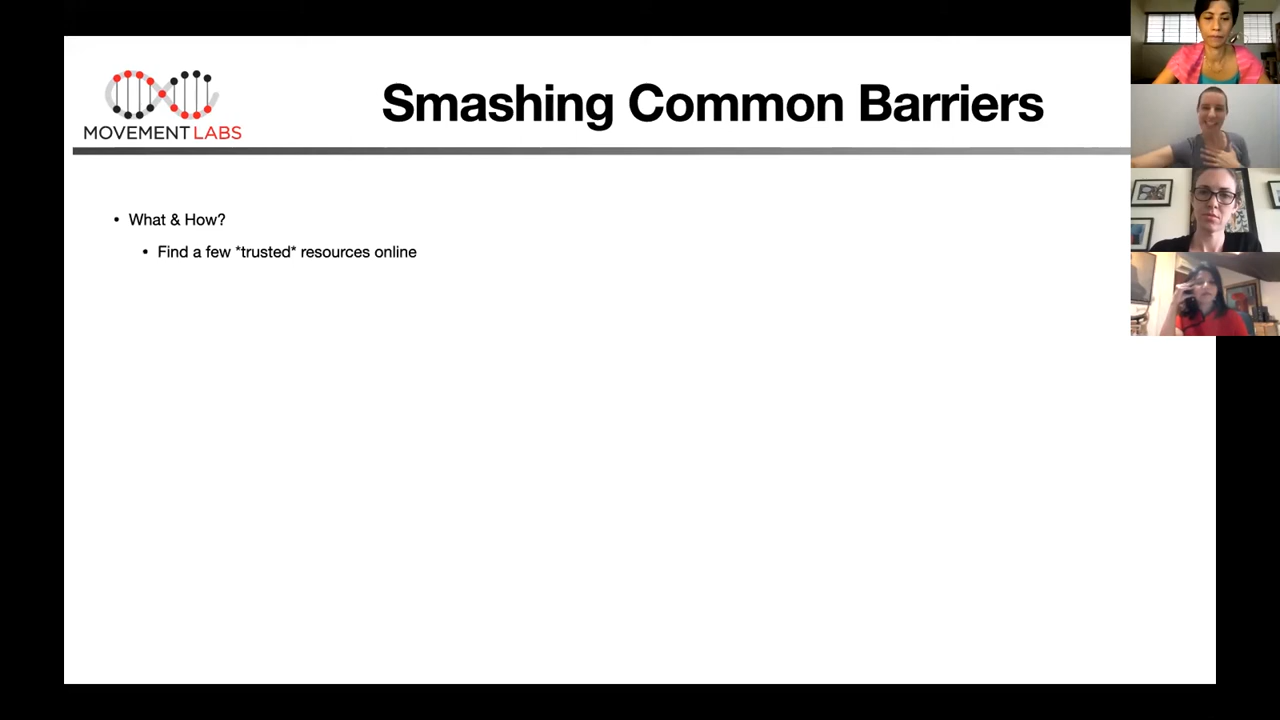 MOVEMENT LABS
Smashing Common Barriers
• What & How?
• Find a few *trusted* resources online